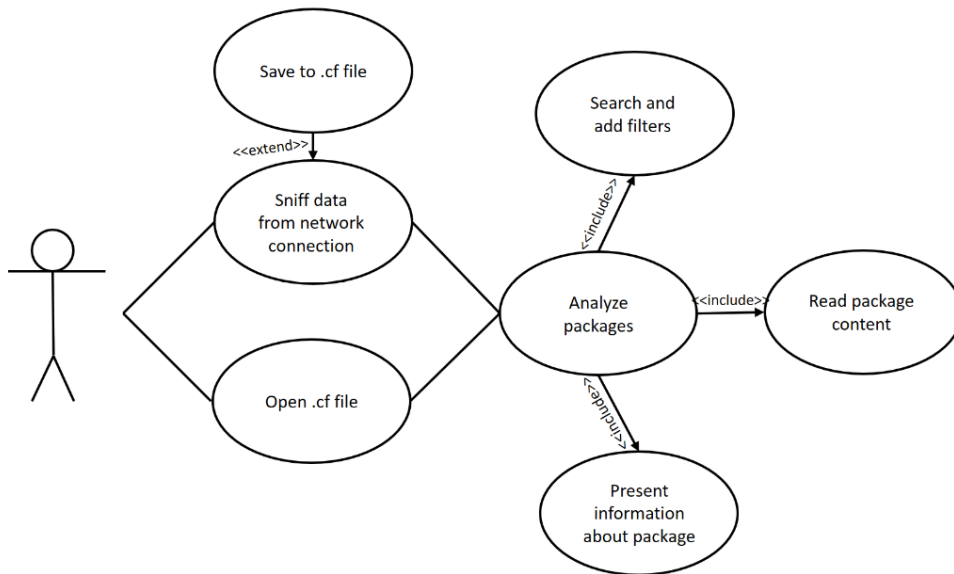 Save to .cf file
<<extend>>
Sniff data
from network
connection
Open .cf file
Search and
add filters
<<include>>
Analyze
packages
<<include>>
Read package
content
<<include>>
Present
information
about package